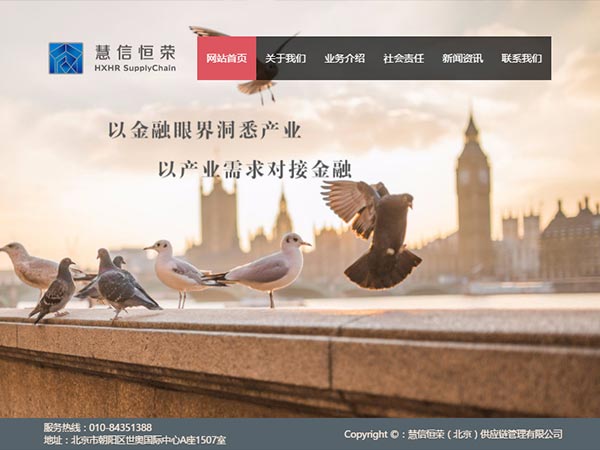 慧信恒荣
HXHR SupplyChain
网站首页 关于我们 业务介绍 社会责任 新闻资讯 联系我们
以金融眼界洞悉产业
以产业需求对接金融
服务热线：010-84351388
地址：北京市朝阳区世奥国际中心A座1507室
Copyright ©：慧信恒荣（北京）供应链管理有限公司